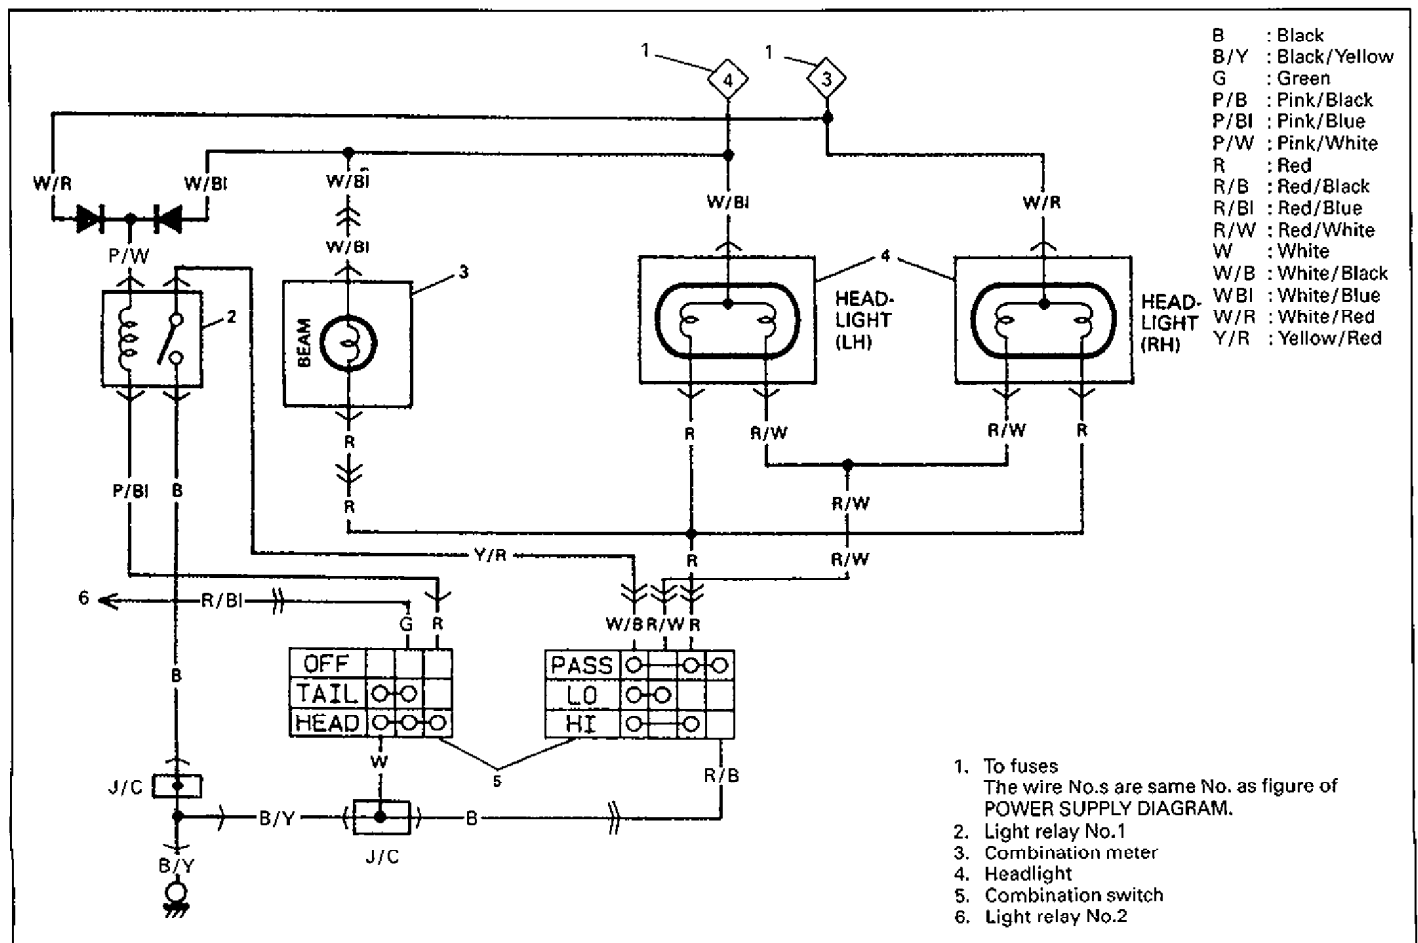 1
1
4
3
B : Black
B/Y : Black/Yellow
G : Green
P/B : Pink/Black
P/Bl : Pink/Blue
P/W : Pink/White
R : Red
R/B : Red/Black
R/Bl : Red/Blue
R/W : Red/White
W : White
W/B : White/Black
WBl : White/Blue
W/R : White/Red
Y/R : Yellow/Red
W/R
W/Bl
W/Bl
W/Bl
W/R
P/W
W/Bl
3
4
2
BEAM
HEAD-
LIGHT
(LH)
HEAD-
LIGHT
(RH)
R
R
R/W
R/W
R
P/Bl
B
R
R/W
Y/R
R
R/W
6
R/Bl
G
R
W/B
R/W
R
B
OFF
TAIL
HEAD
PASS
LO
HI
W
5
R/B
J/C
B/Y
B
J/C
B/Y
1. To fuses
The wire No.s are same No. as figure of
POWER SUPPLY DIAGRAM.
2. Light relay No.1
3. Combination meter
4. Headlight
5. Combination switch
6. Light relay No.2